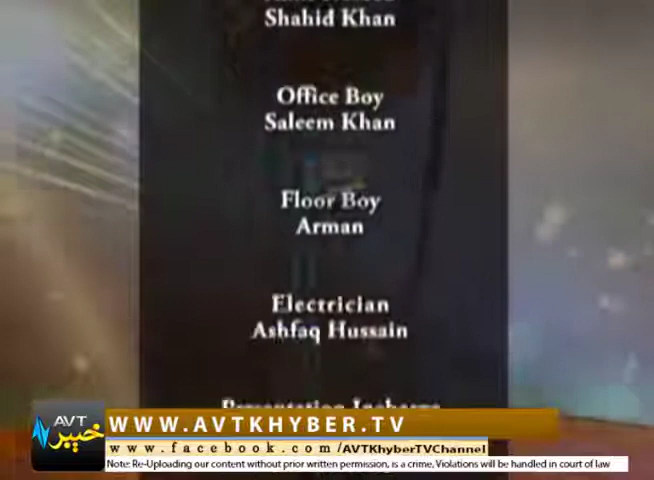 Shahid Khan
Office Boy
Saleem Khan
Floor Boy
Arman
Electrician
Ashfaq Hussain
Presentation Incharge
AVT
خیبر
WWW.AVTKHYBER.TV
www.facebook.com/AVTKhyberTVChannel
Note: Re-Uploading our content without prior written permission, is a crime, Violations will be handled in court of law